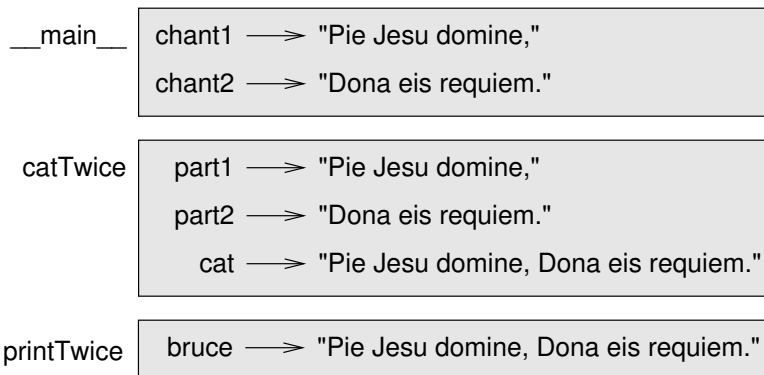 __main__ chant1 "Pie Jesu domine,"
chant2 "Dona eis requiem."
catTwice part1 "Pie Jesu domine,"
part2 "Dona eis requiem."
cat "Pie Jesu domine, Dona eis requiem."
printTwice bruce "Pie Jesu domine, Dona eis requiem."